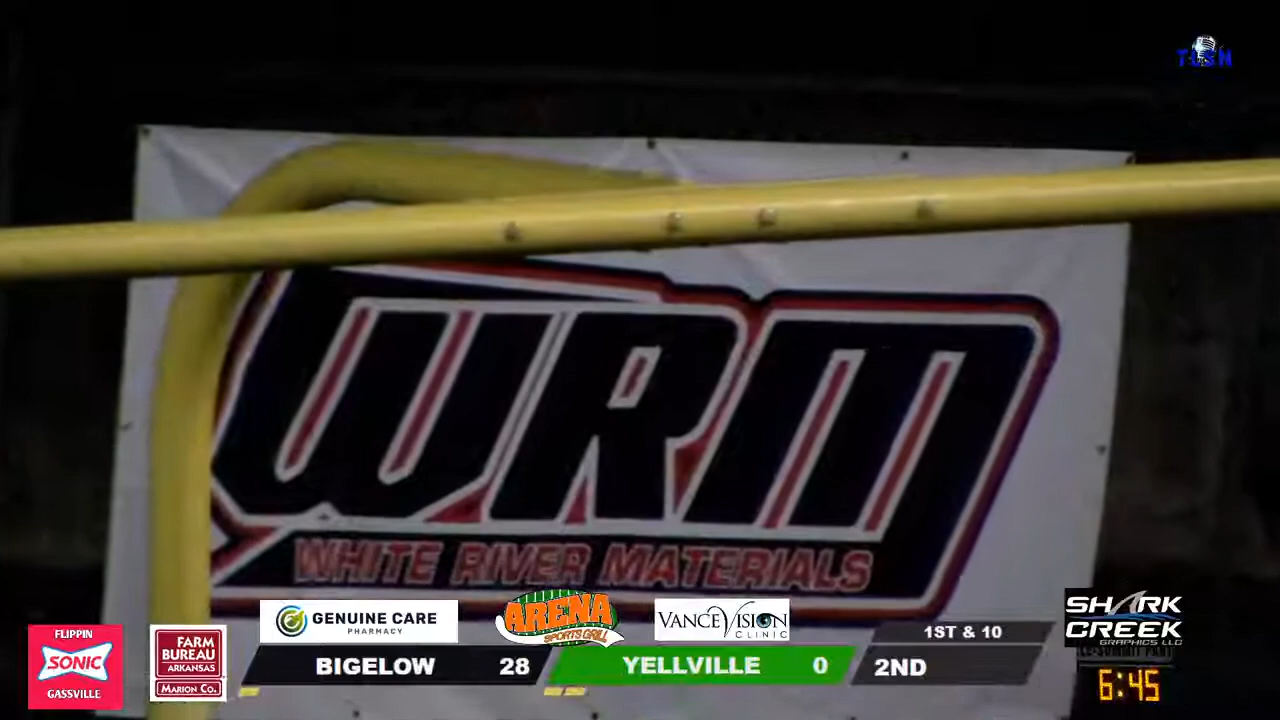 TLSN
WRM
WHITE RIVER MATERIALS
GENUINE CARE
PHARMACY
ARENA
SPORTS GRILL
VANCE VISION
CLINIC
1ST & 10
SHARK
CREEK
GRAPHICS LLC
FLIPPIN
SONIC
GASSVILLE
FARM
BUREAU
ARKANSAS
MARION CO.
BIGELOW 28
YELLVILLE 0
2ND
6:45